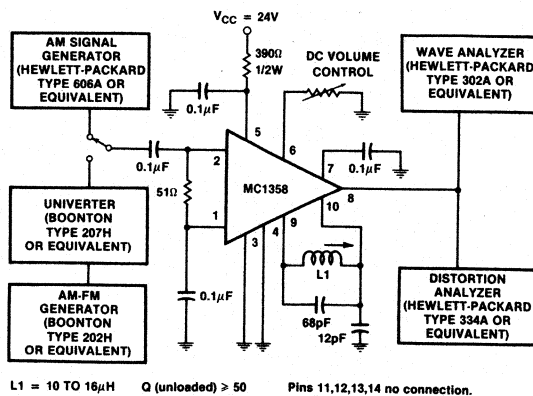 V_CC = 24V
AM SIGNAL
GENERATOR
(HEWLETT-PACKARD
TYPE 606A OR
EQUIVALENT)
390Ω
1/2W
DC VOLUME
CONTROL
WAVE ANALYZER
(HEWLETT-PACKARD
TYPE 302A OR
EQUIVALENT)
0.1µF
5
6
0.1µF
2
7
0.1µF
51Ω
MC1358
8
10
1
9
4
3
UNIVERTER
(BOONTON
TYPE 207H
OR EQUIVALENT)
L1
0.1µF
68pF
12pF
AM-FM
GENERATOR
(BOONTON
TYPE 202H
OR EQUIVALENT)
DISTORTION
ANALYZER
(HEWLETT-PACKARD
TYPE 334A OR
EQUIVALENT)
L1 = 10 TO 16µH Q (unloaded) ≥ 50 Pins 11,12,13,14 no connection.